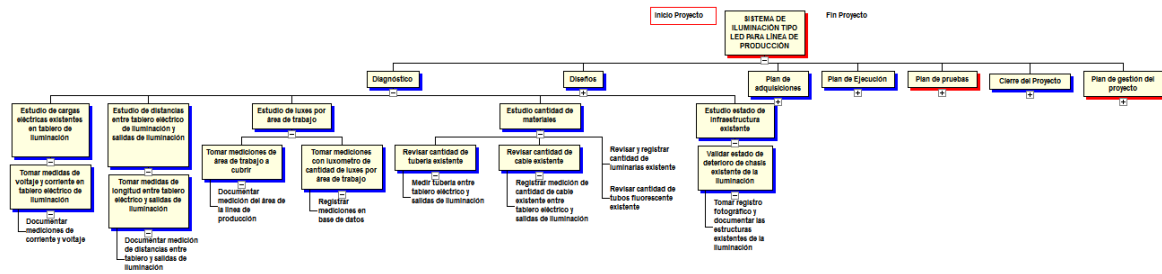 Inicio Proyecto
SISTEMA DE
ILUMINACIÓN TIPO
LED PARA LÍNEA DE
PRODUCCIÓN
Fin Proyecto
Diagnóstico
Diseños
Plan de
adquisiciones
Plan de Ejecución
Plan de pruebas
Cierre del Proyecto
Plan de gestión del
proyecto
Estudio de cargas
eléctricas existentes
en tablero de
iluminación
Estudio de distancias
entre tablero eléctrico
de iluminación y
salidas de iluminación
Estudio de luxes por
área de trabajo
Estudio cantidad de
materiales
Estudio estado de
infraestructura
existente
Tomar medidas de
voltaje y corriente en
tablero eléctrico de
iluminación
Documentar
mediciones de
corriente y voltaje
Tomar medidas de
longitud entre tablero
eléctrico y salidas de
iluminación
Documentar medición
de distancias entre
tablero y salidas de
iluminación
Tomar mediciones de
área de trabajo a
cubrir
Documentar
medición del área de
la línea de
producción
Tomar mediciones
con luxometro de
cantidad de luxes por
área de trabajo
Registrar
mediciones en
base de datos
Revisar cantidad de
tubería existente
Medir tubería entre
tablero eléctrico y
salidas de iluminación
Revisar cantidad de
cable existente
Registrar medición de
cantidad de cable
existente entre
tablero eléctrico y
salidas de iluminación
Revisar y registrar
cantidad de
luminarias existente
Revisar cantidad de
tubos fluorescente
existente
Validar estado de
deterioro de chasis
existente de la
iluminación
Tomar registro
fotográfico y
documentar las
estructuras
existentes de la
iluminación